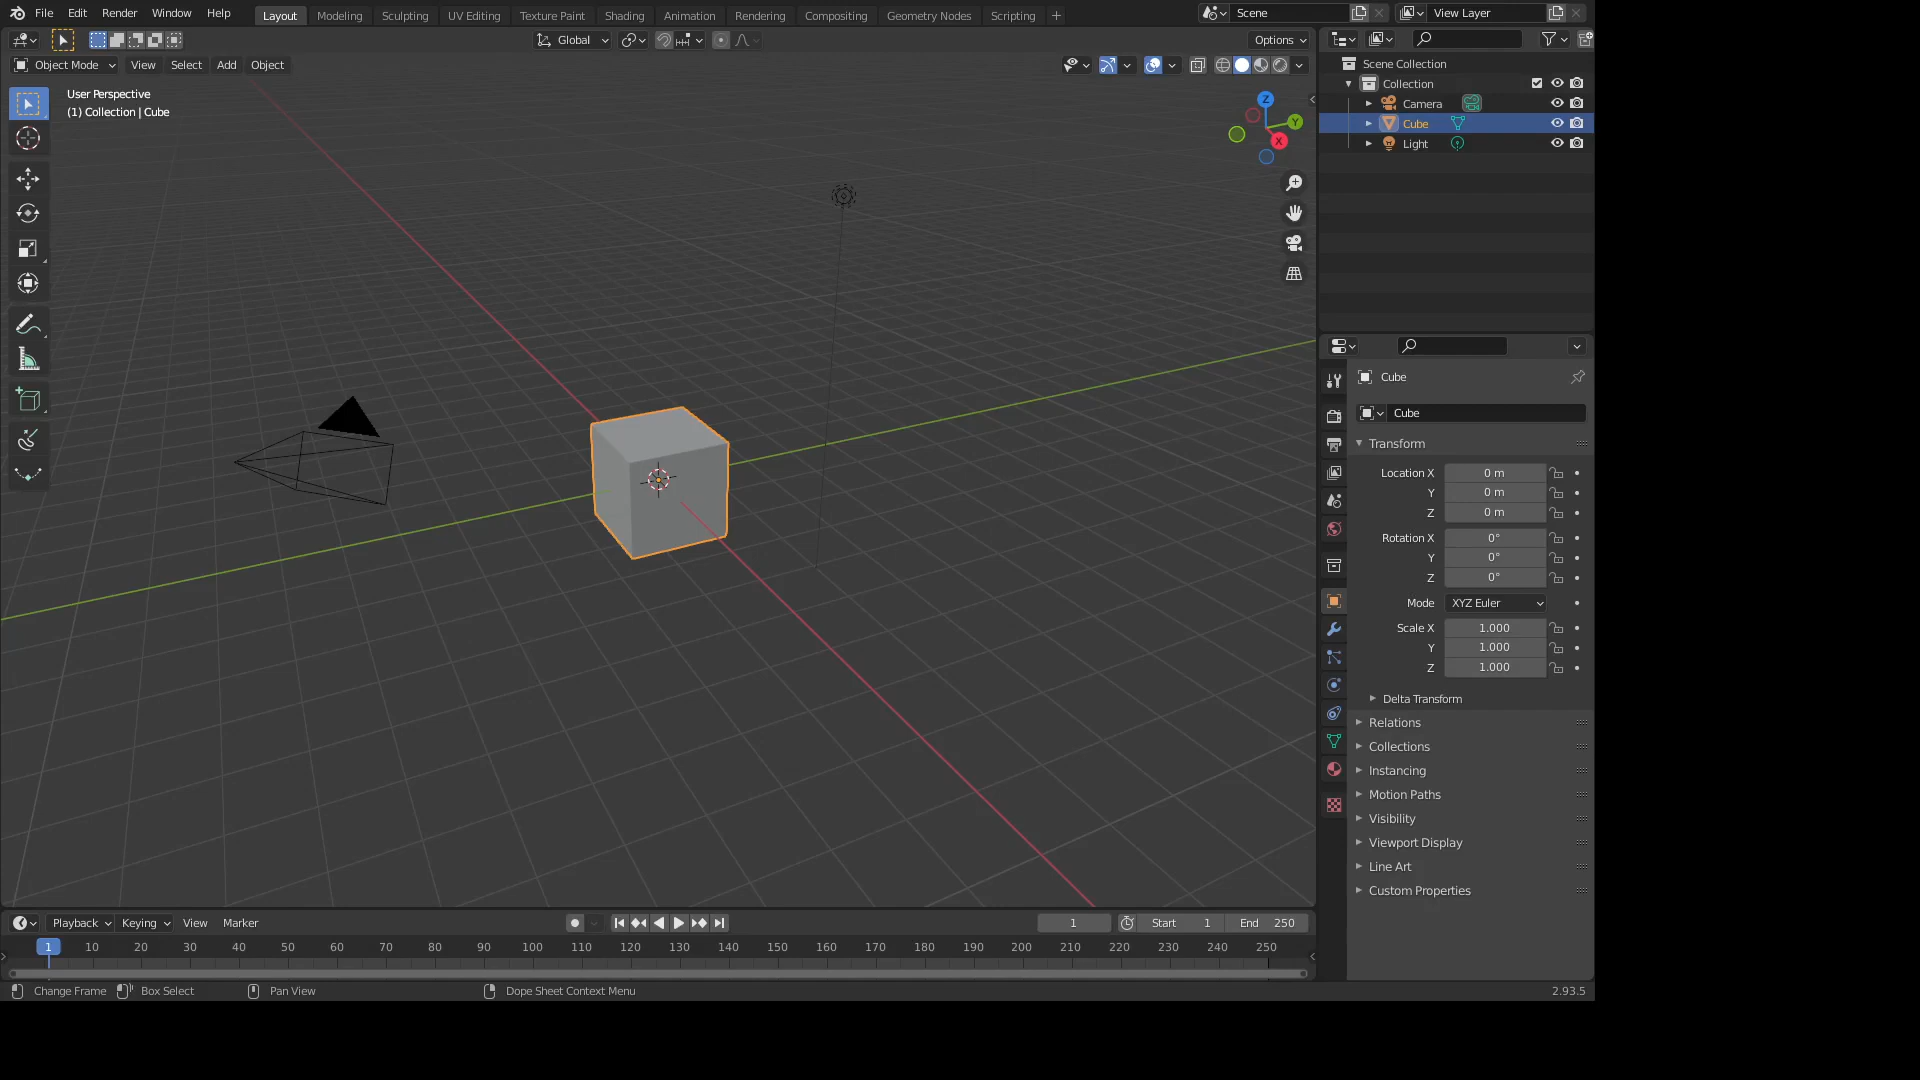 File Edit Render Window Help
Layout Modeling Sculpting UV Editing Texture Paint Shading Animation Rendering Compositing Geometry Nodes Scripting +
Scene
View Layer
Global
Options
Object Mode View Select Add Object
User Perspective
(1) Collection | Cube
Z
Y
X
Scene Collection
Collection
Camera
Cube
Light
Cube
Cube
Transform
Location X 0 m
Y 0 m
Z 0 m
Rotation X 0°
Y 0°
Z 0°
Mode XYZ Euler
Scale X 1.000
Y 1.000
Z 1.000
Delta Transform
Relations
Collections
Instancing
Motion Paths
Visibility
Viewport Display
Line Art
Custom Properties
Playback Keying View Marker
1 Start 1 End 250
1 10 20 30 40 50 60 70 80 90 100 110 120 130 140 150 160 170 180 190 200 210 220 230 240 250
Change Frame Box Select Pan View Dope Sheet Context Menu 2.93.5